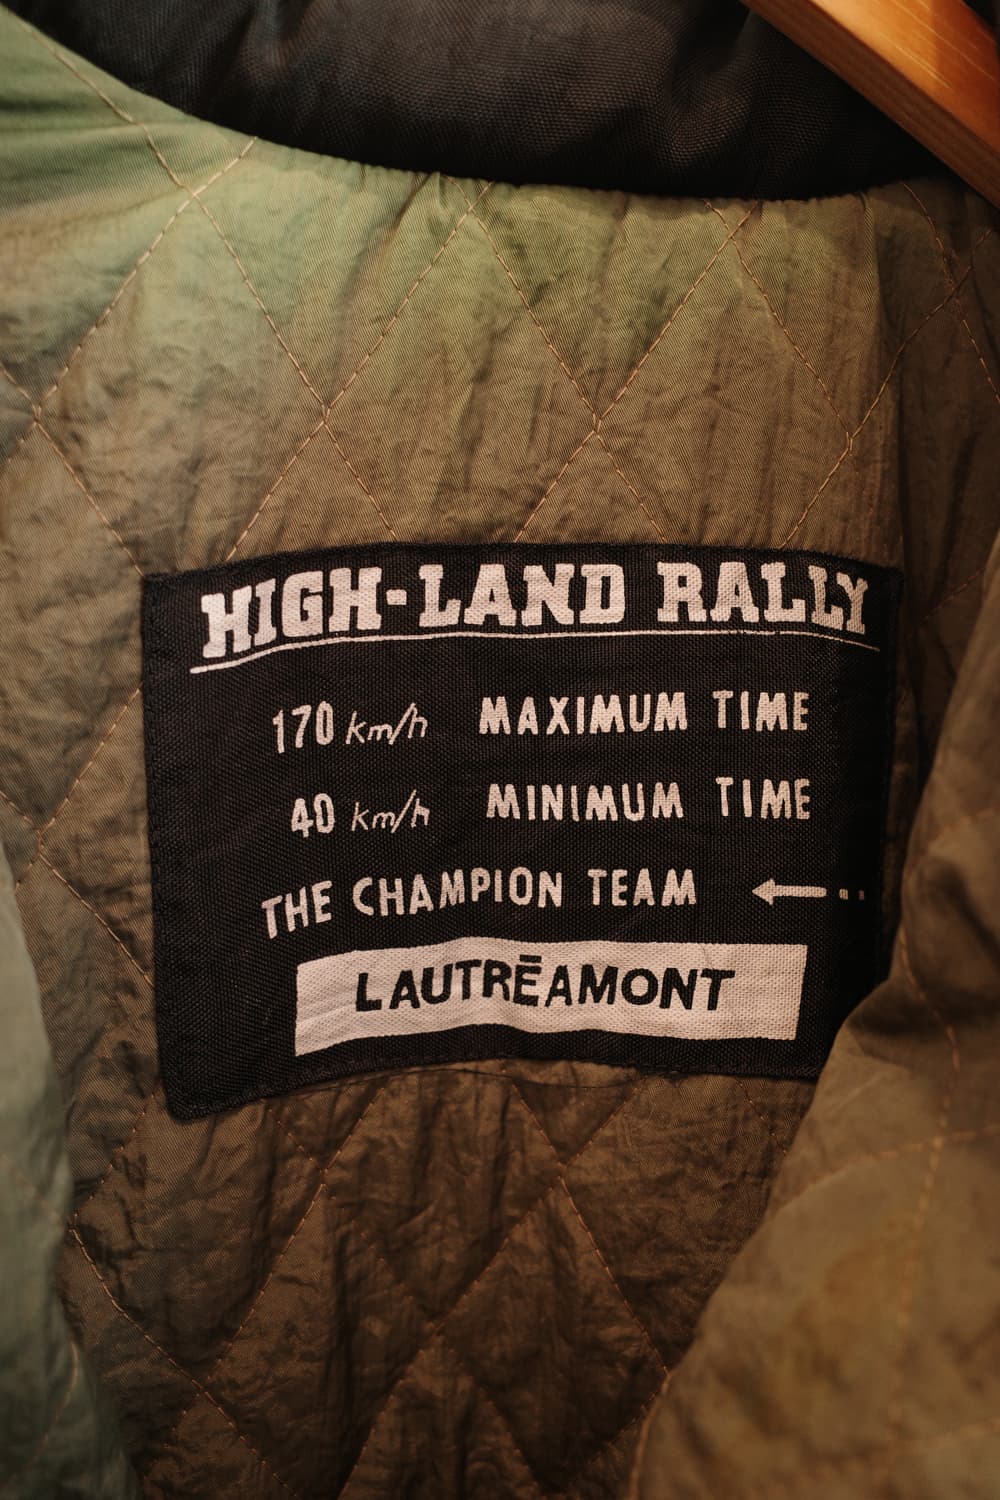 HIGH-LAND RALLY
170 km/h MAXIMUM TIME
40 km/h MINIMUM TIME
THE CHAMPION TEAM ←--
LAUTRĒAMONT